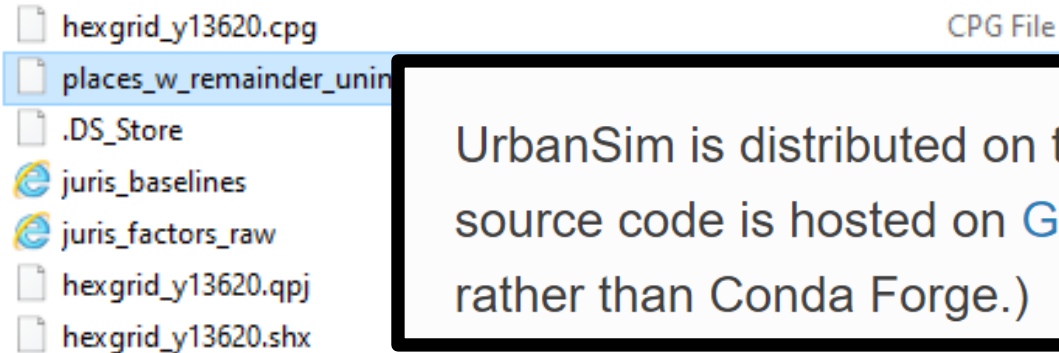 hexgrid_y13620.cpg CPG File
places_w_remainder_unin
.DS_Store
juris_baselines
juris_factors_raw
hexgrid_y13620.qpj
hexgrid_y13620.shx
UrbanSim is distributed on t
source code is hosted on G
rather than Conda Forge.)